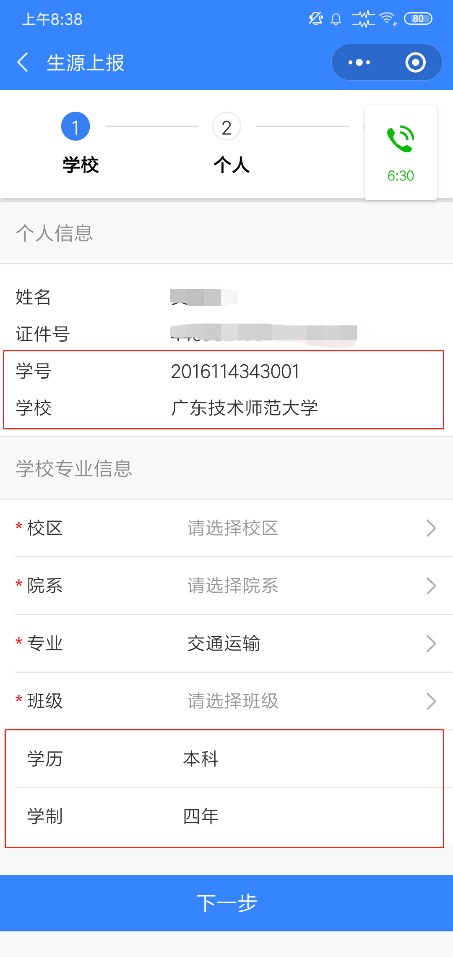 上午8:38
80
生源上报
1
2
学校
个人
6:30
个人信息
姓名
证件号
学号 2016114343001
学校 广东技术师范大学
学校专业信息
* 校区 请选择校区
* 院系 请选择院系
* 专业 交通运输
* 班级 请选择班级
学历 本科
学制 四年
下一步